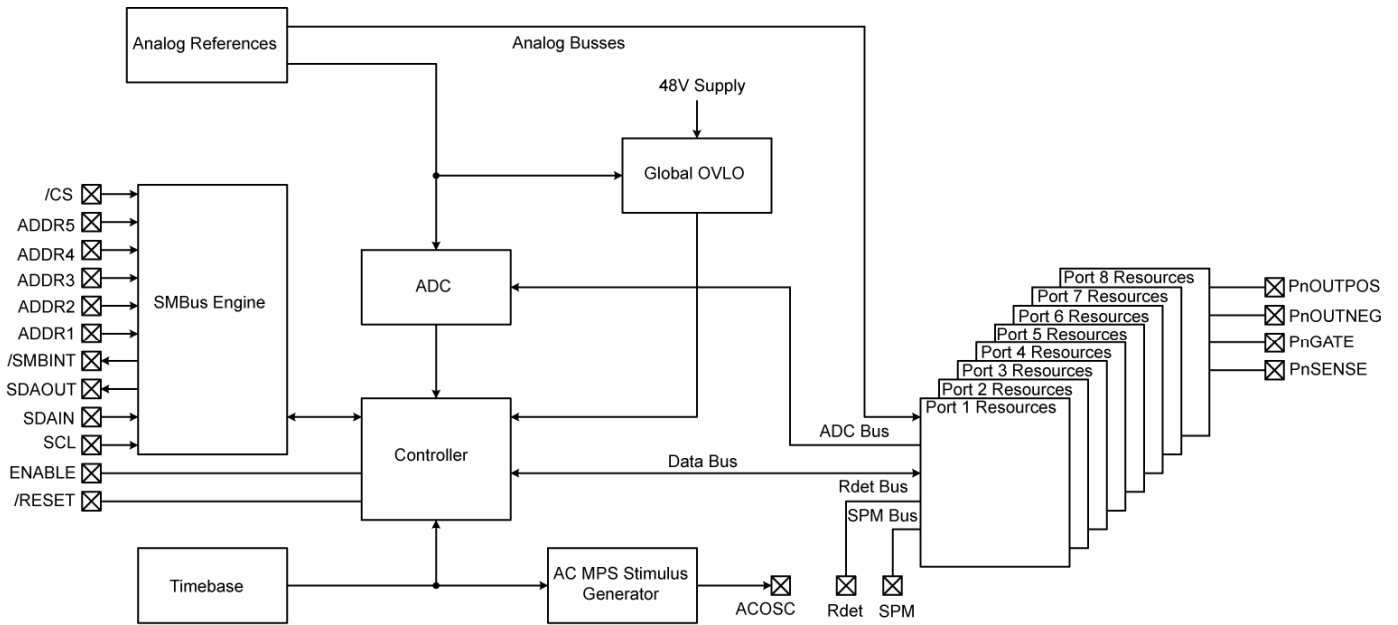 Analog References
Analog Busses
48V Supply
Global OVLO
/CS
ADDR5
ADDR4
ADDR3
ADDR2
ADDR1
/SMBINT
SDAOUT
SDAIN
SCL
ENABLE
/RESET
SMBus Engine
ADC
Controller
Timebase
AC MPS Stimulus
Generator
ACOSC
ADC Bus
Data Bus
Rdet Bus
SPM Bus
Rdet
SPM
Port 8 Resources
Port 7 Resources
Port 6 Resources
Port 5 Resources
Port 4 Resources
Port 3 Resources
Port 2 Resources
Port 1 Resources
PnOUTPOS
PnOUTNEG
PnGATE
PnSENSE